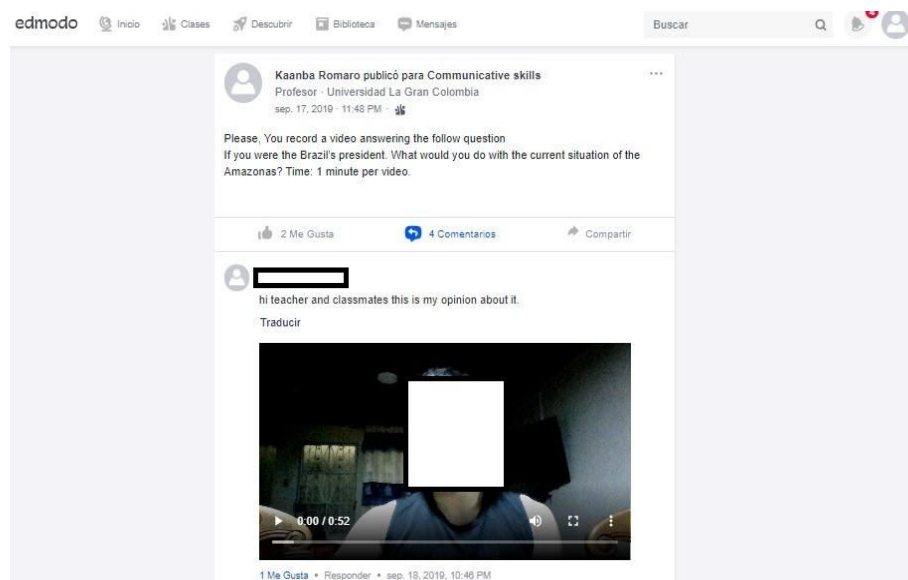 edmodo Inicio Clases Descubrir Biblioteca Mensajes Buscar
Kaanba Romaro publicó para Communicative skills
Profesor · Universidad La Gran Colombia
sep. 17, 2019 · 11:48 PM ·
Please, You record a video answering the follow question
If you were the Brazil's president. What would you do with the current situation of the
Amazonas? Time: 1 minute per video.
2 Me Gusta 4 Comentarios Compartir
hi teacher and classmates this is my opinion about it.
Traducir
0:00 / 0:52
1 Me Gusta • Responder • sep. 18, 2019, 10:46 PM